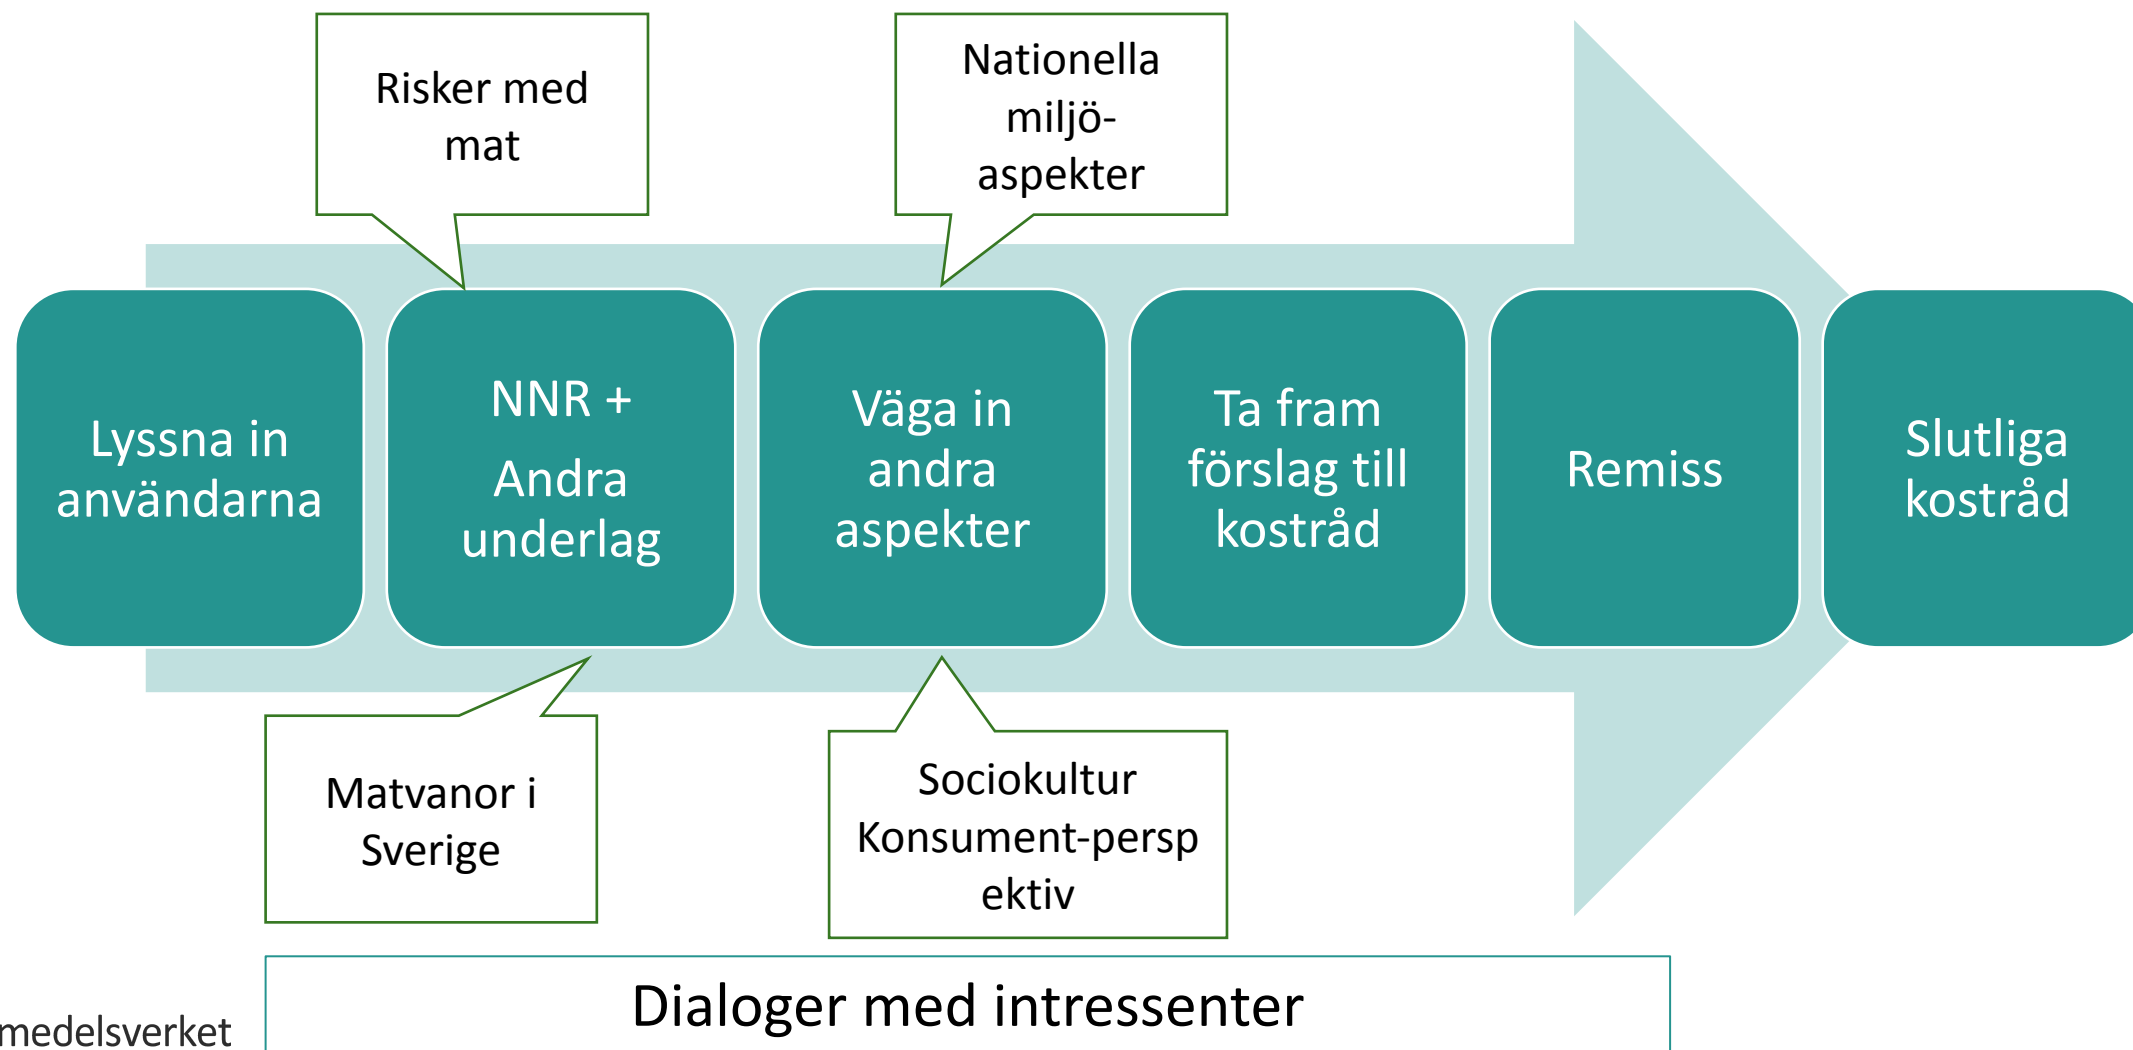 Risker med
mat
Nationella
miljö-
aspekter
Lyssna in
användarna
NNR +
Andra
underlag
Väga in
andra
aspekter
Ta fram
förslag till
kostråd
Remiss
Slutliga
kostråd
Matvanor i
Sverige
Sociokultur
Konsument-persp
ektiv
Dialoger med intressenter
medelsverket